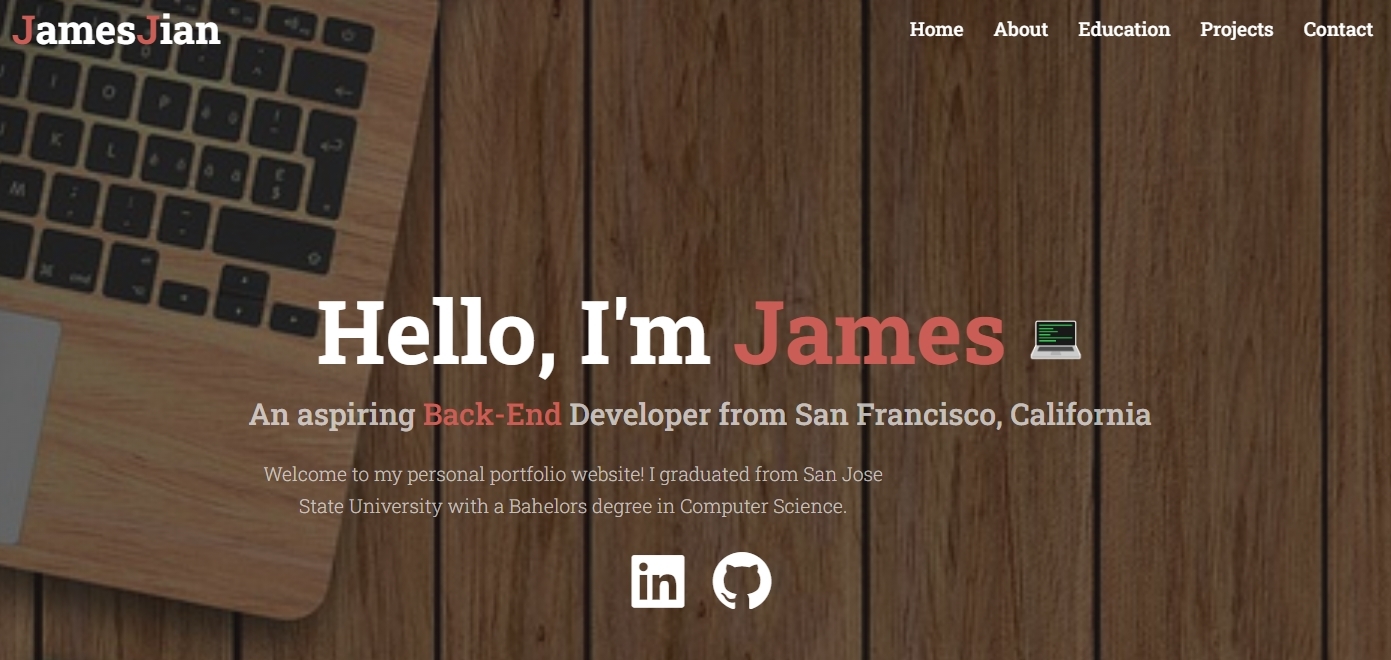 JamesJian
Home About Education Projects Contact
Hello, I'm James
An aspiring Back-End Developer from San Francisco, California
Welcome to my personal portfolio website! I graduated from San Jose
State University with a Bahelors degree in Computer Science.
in